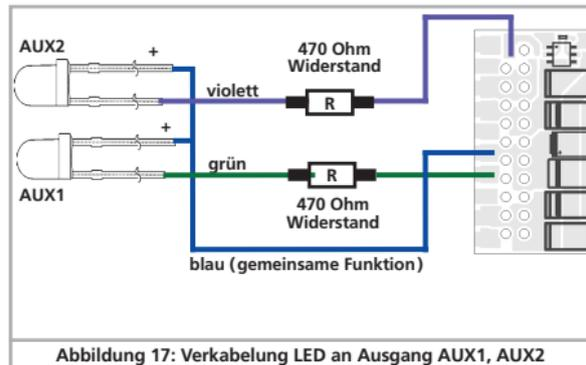 AUX2
+
470 Ohm
Widerstand
violett
R
+
grün
R
AUX1
470 Ohm
Widerstand
blau (gemeinsame Funktion)
Abbildung 17: Verkabelung LED an Ausgang AUX1, AUX2